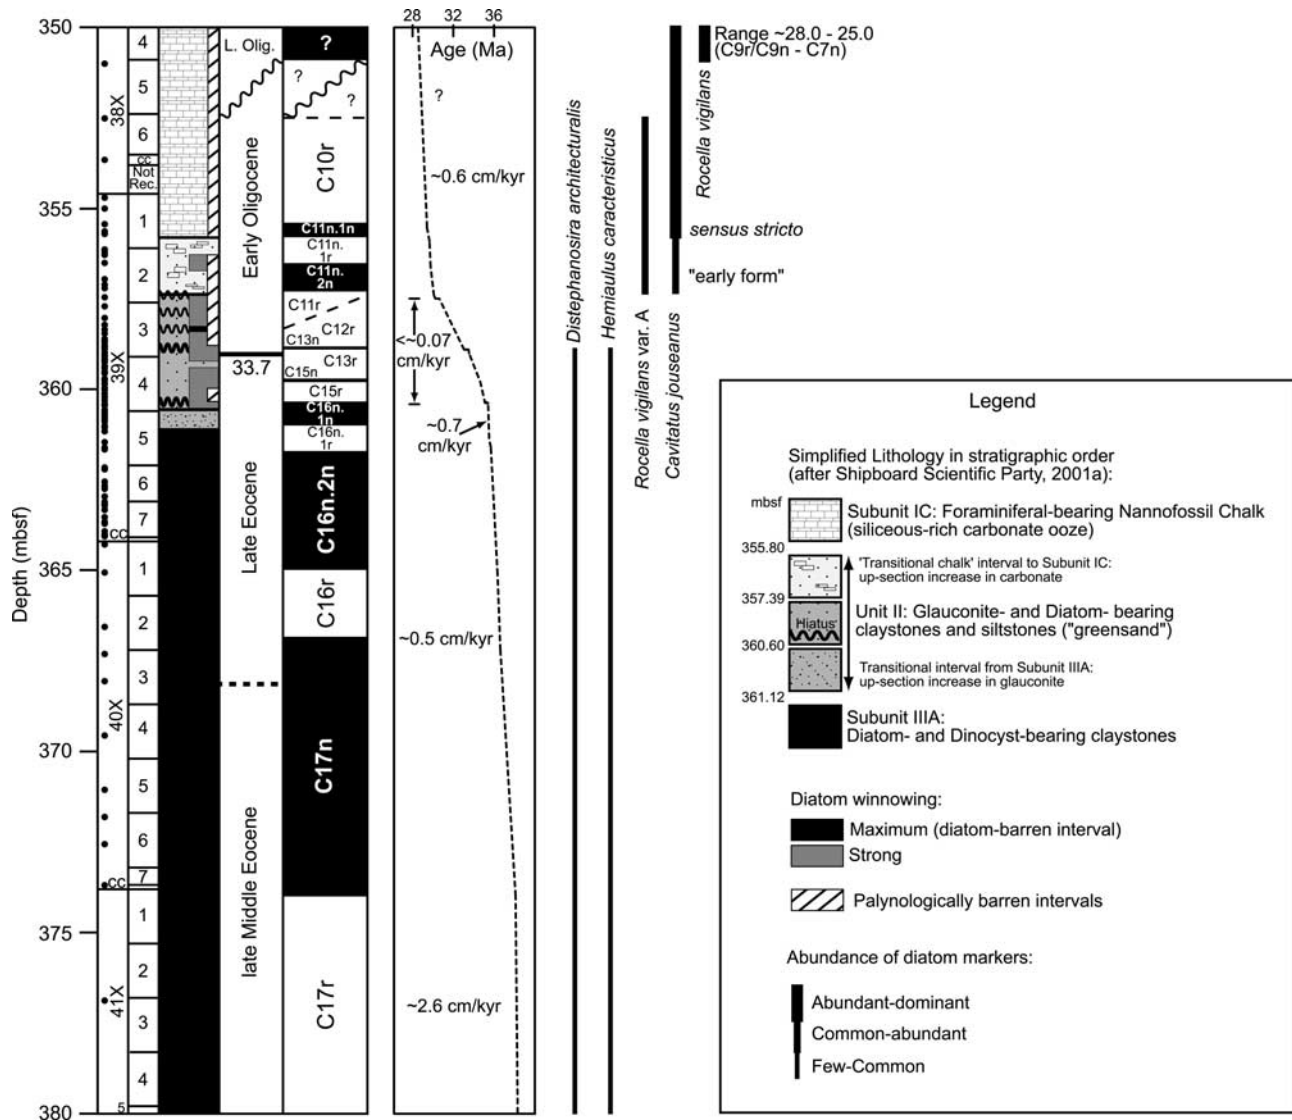 Depth (mbsf)
350
355
360
365
370
375
380
38X
39X
40X
41X
4
5
6
cc
Not
Rec.
1
2
3
4
5
6
7
cc
1
2
3
4
5
6
7
cc
1
2
3
4
5
L. Olig.
Early Oligocene
33.7
Late Eocene
late Middle Eocene
?
?
?
C10r
C11n.1n
C11n.
1r
C11n.
2n
C11r
C12r
C13n
C13r
C15n
C15r
C16n.
1n
C16n.
1r
C16n.2n
C16r
C17n
C17r
28 32 36
Age (Ma)
?
~0.6 cm/kyr
<~0.07
cm/kyr
~0.7
cm/kyr
~0.5 cm/kyr
~2.6 cm/kyr
Distephanosira architecturalis
Hemiaulus caracteristicus
Rocella vigilans var. A
Cavitatus jouseanus
sensus stricto
"early form"
Rocella vigilans
Range ~28.0 - 25.0
(C9r/C9n - C7n)
Legend
Simplified Lithology in stratigraphic order
(after Shipboard Scientific Party, 2001a):
mbsf
Subunit IC: Foraminiferal-bearing Nannofossil Chalk
(siliceous-rich carbonate ooze)
355.80
'Transitional chalk' interval to Subunit IC:
up-section increase in carbonate
357.39
Hiatus
Unit II: Glauconite- and Diatom- bearing
claystones and siltstones ("greensand")
360.60
Transitional interval from Subunit IIIA:
up-section increase in glauconite
361.12
Subunit IIIA:
Diatom- and Dinocyst-bearing claystones
Diatom winnowing:
Maximum (diatom-barren interval)
Strong
Palynologically barren intervals
Abundance of diatom markers:
Abundant-dominant
Common-abundant
Few-Common